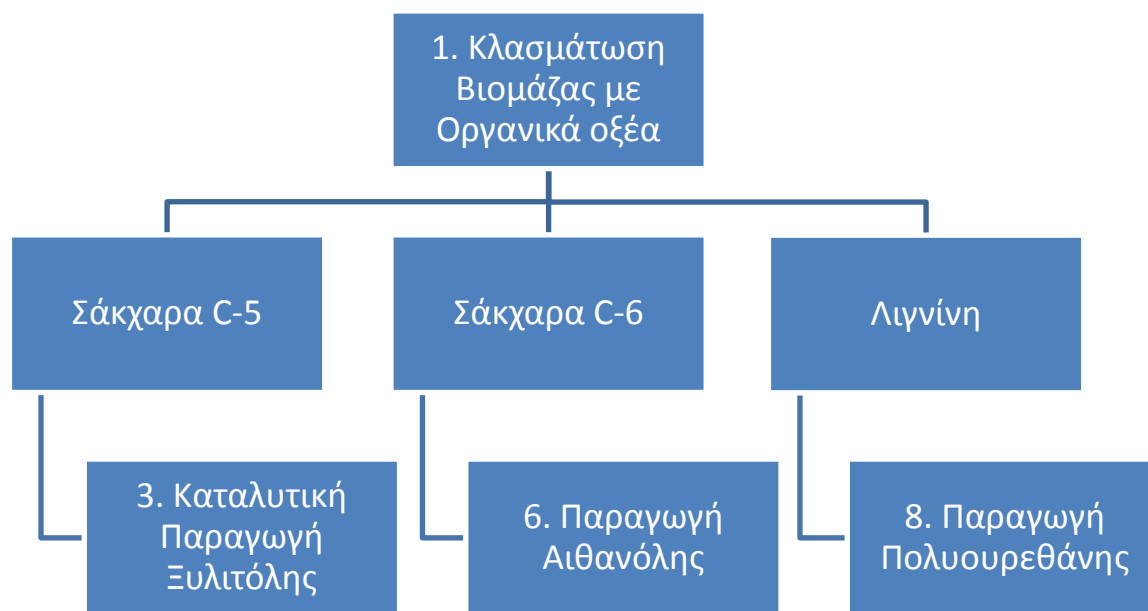 1. Κλασμάτωση
Βιομάζας με
Οργανικά οξέα
Σάκχαρα C-5
Σάκχαρα C-6
Λιγνίνη
3. Καταλυτική
Παραγωγή
Ξυλιτόλης
6. Παραγωγή
Αιθανόλης
8. Παραγωγή
Πολυουρεθάνης